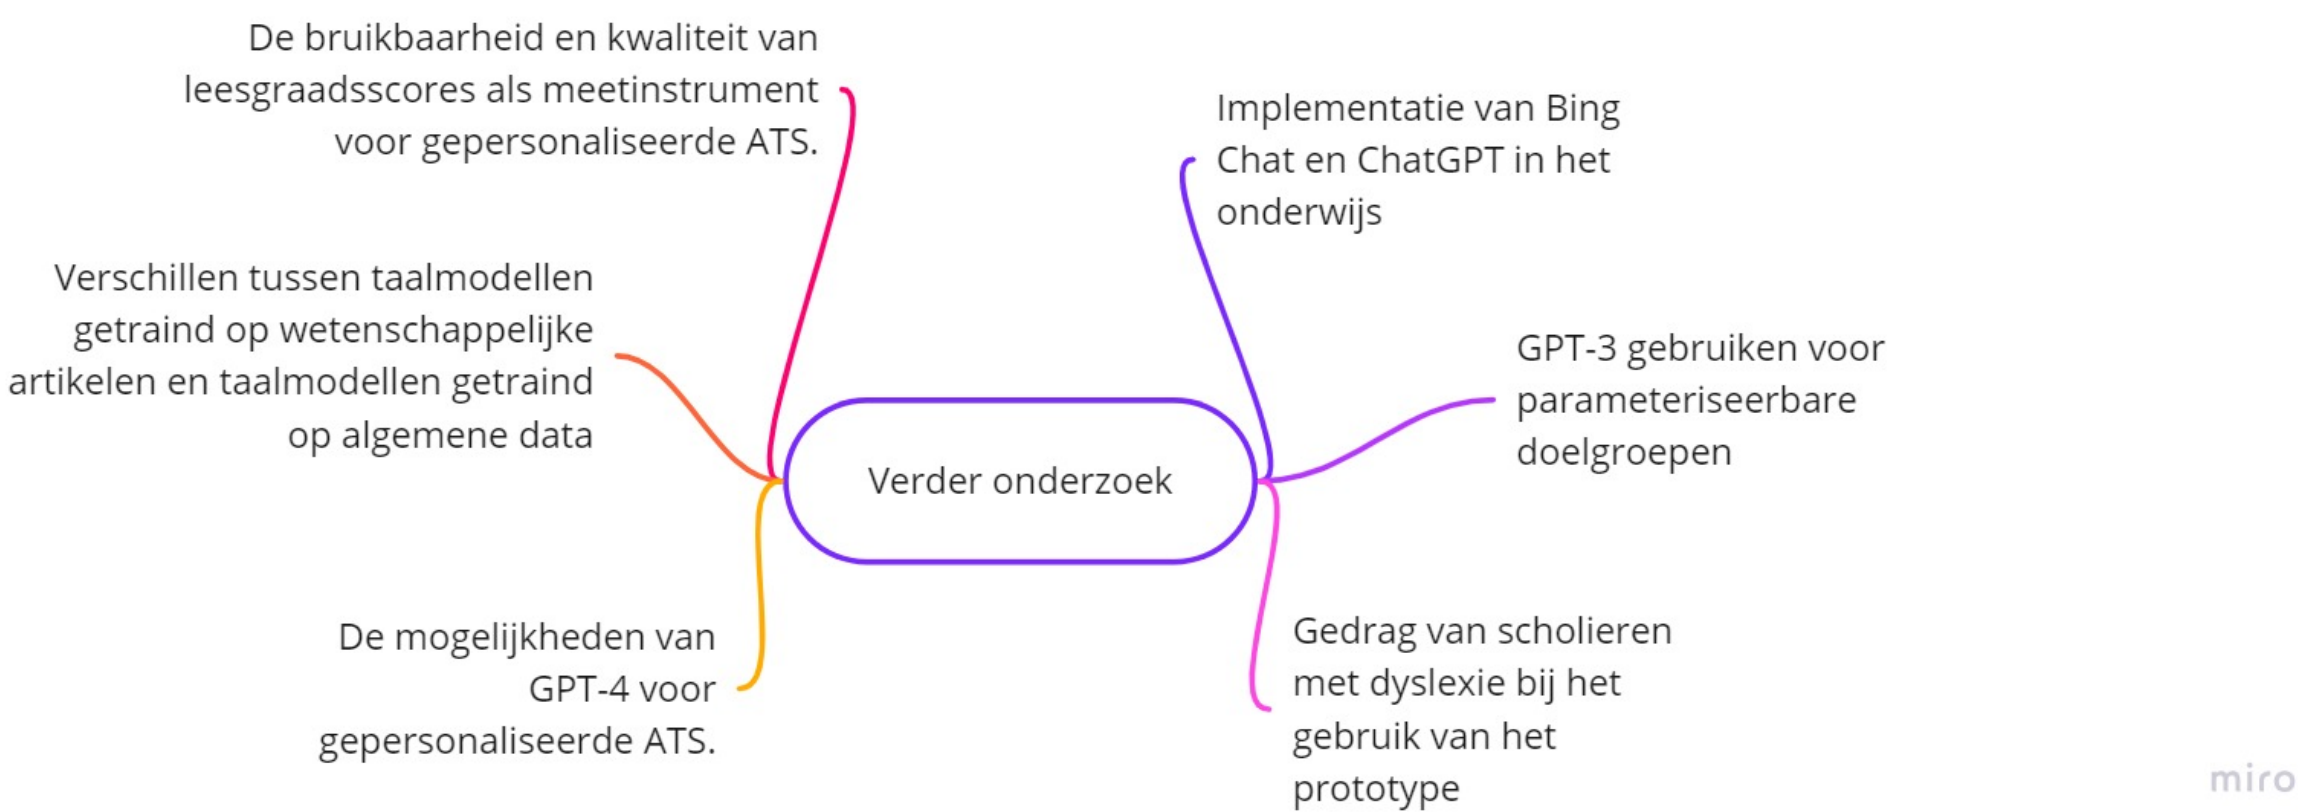 De bruikbaarheid en kwaliteit van
leesgraadsscores als meetinstrument
voor gepersonaliseerde ATS.
Verschillen tussen taalmodellen
getraind op wetenschappelijke
artikelen en taalmodellen getraind
op algemene data
De mogelijkheden van
GPT-4 voor
gepersonaliseerde ATS.
Verder onderzoek
Implementatie van Bing
Chat en ChatGPT in het
onderwijs
GPT-3 gebruiken voor
parameteriseerbare
doelgroepen
Gedrag van scholieren
met dyslexie bij het
gebruik van het
prototype
miro